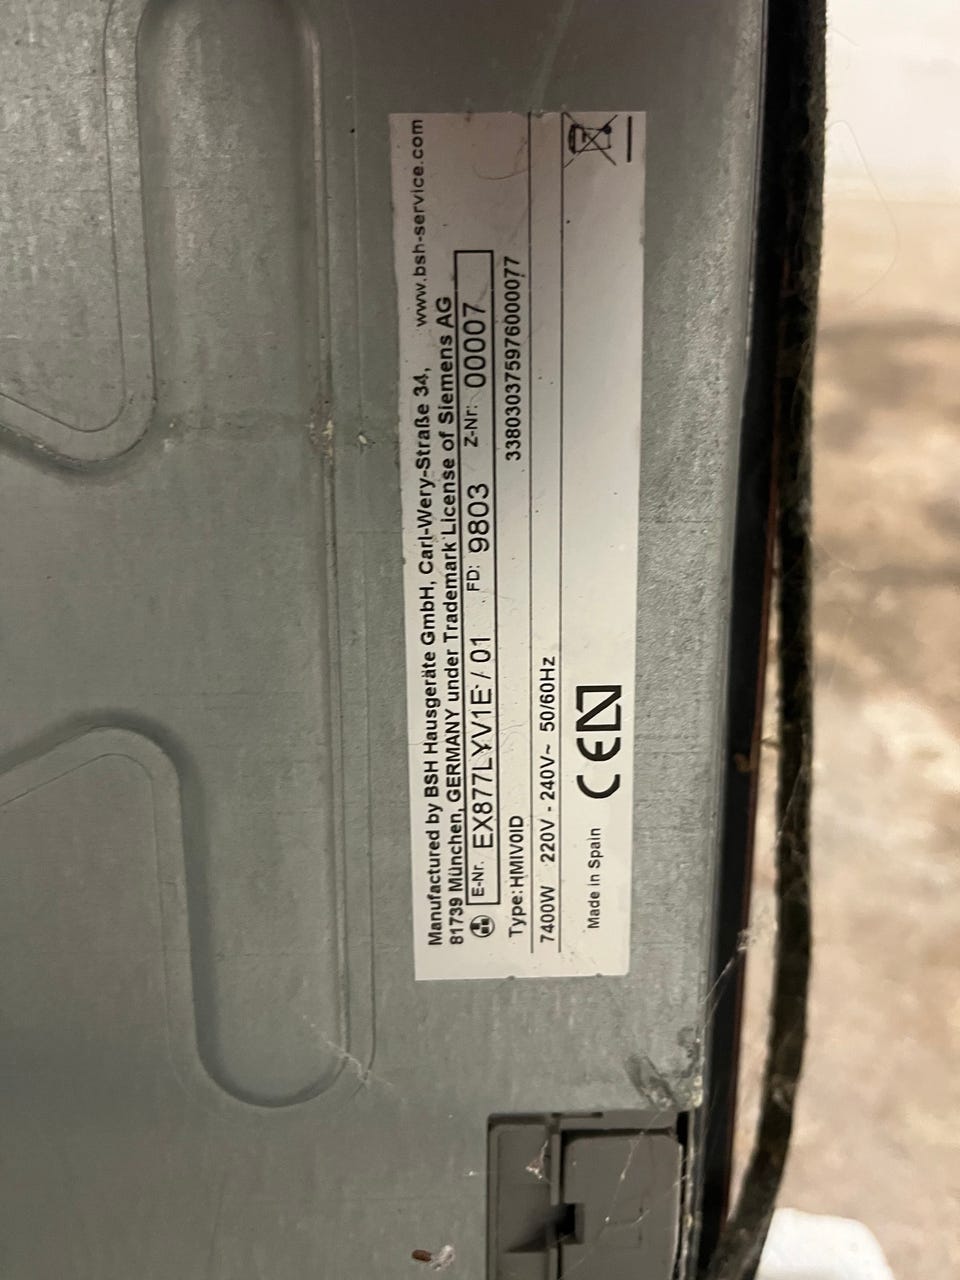 Manufactured by BSH Hausgeräte GmbH, Carl-Wery-Straße 34, www.bsh-service.com
81739 München, GERMANY under Trademark License of Siemens AG
E-Nr. EX877LYV1E / 01 FD: 9803 Z-Nr: 00007
Type: HMIV0ID 338030375976000077
7400W 220V - 240V~ 50/60Hz
Made in Spain CE